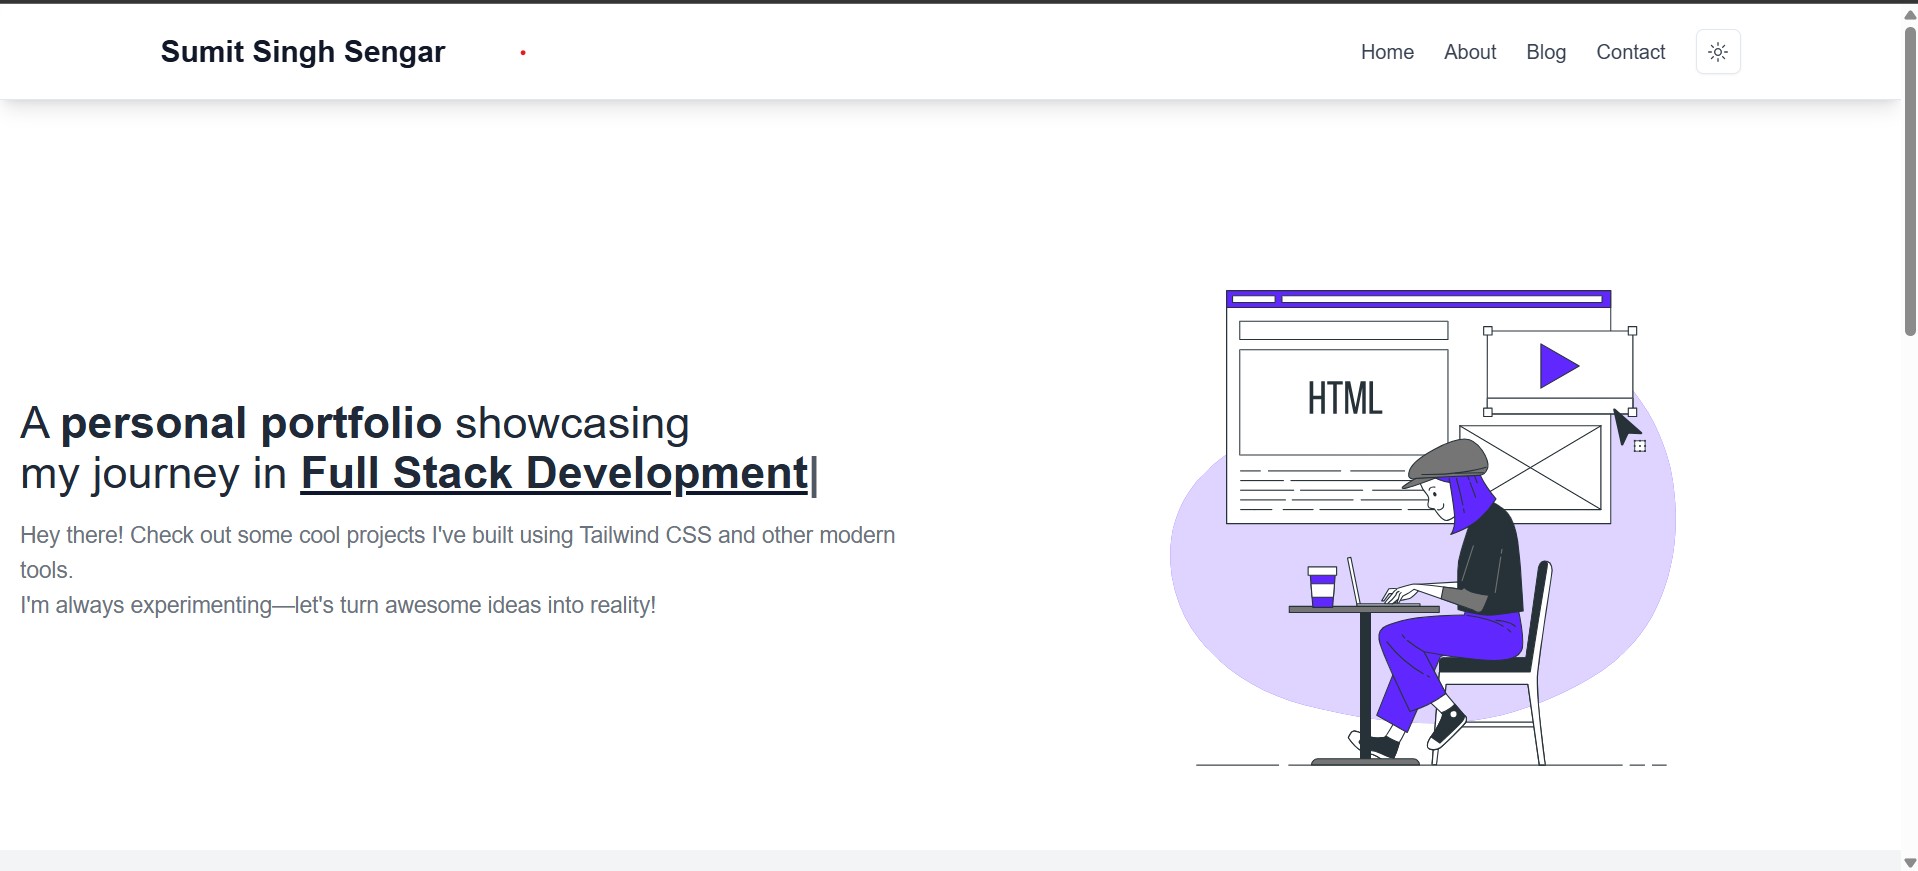 Sumit Singh Sengar
Home About Blog Contact
HTML
A personal portfolio showcasing
my journey in Full Stack Development|
Hey there! Check out some cool projects I've built using Tailwind CSS and other modern
tools.
I'm always experimenting—let's turn awesome ideas into reality!